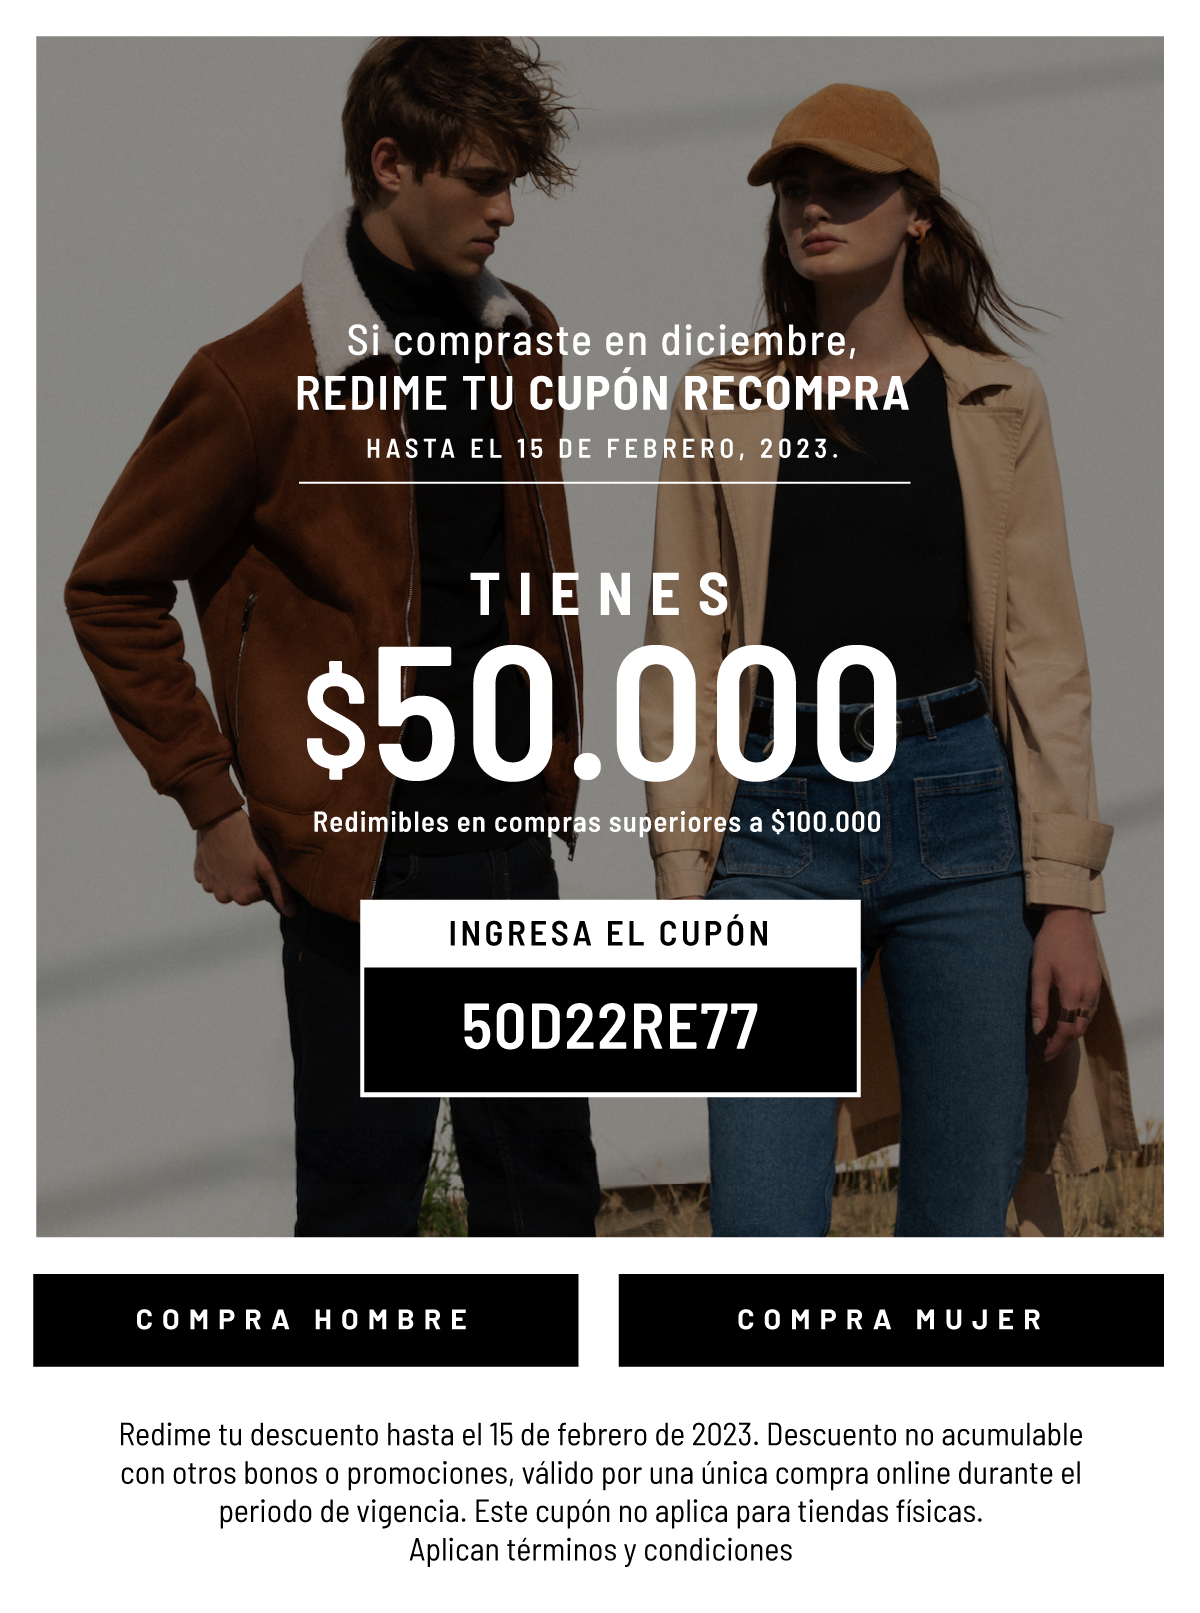 Si compraste en diciembre,
REDIME TU CUPÓN RECOMPRA
HASTA EL 15 DE FEBRERO, 2023.
TIENES
$50.000
Redimibles en compras superiores a $100.000
INGRESA EL CUPÓN
50D22RE77
COMPRA HOMBRE
COMPRA MUJER
Redime tu descuento hasta el 15 de febrero de 2023. Descuento no acumulable
con otros bonos o promociones, válido por una única compra online durante el
periodo de vigencia. Este cupón no aplica para tiendas físicas.
Aplican términos y condiciones